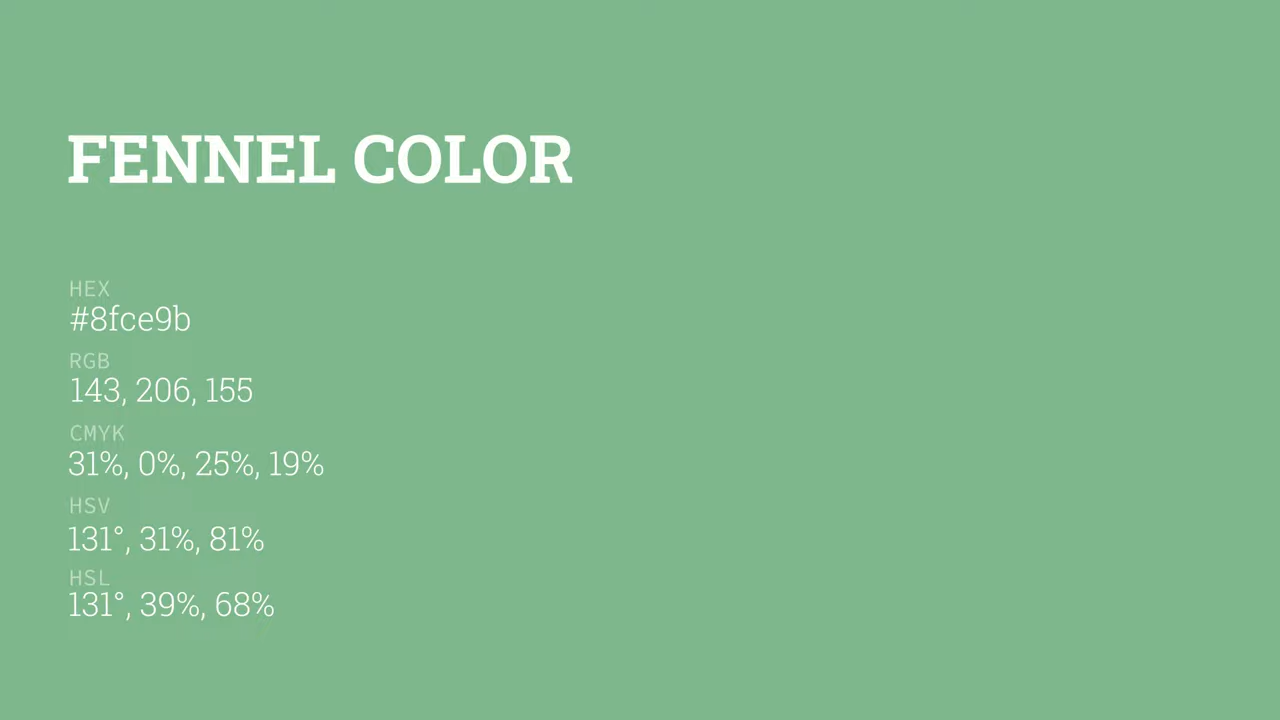 FENNEL COLOR
HEX
#8fce9b
RGB
143, 206, 155
CMYK
31%, 0%, 25%, 19%
HSV
131°, 31%, 81%
HSL
131°, 39%, 68%